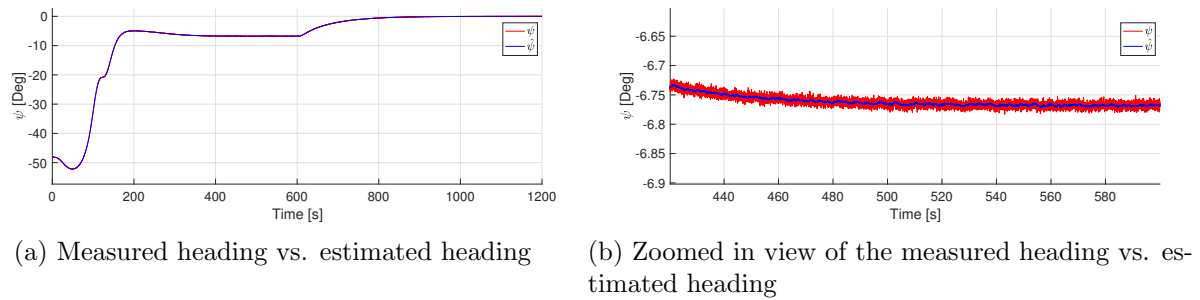 0
-10
-20
-30
-40
-50
ψ [Deg]
0
200
400
600
800
1000
1200
Time [s]
ψ
ψ̂
-6.65
-6.7
-6.75
-6.8
-6.85
-6.9
ψ [Deg]
440
460
480
500
520
540
560
580
Time [s]
ψ
ψ̂
(a) Measured heading vs. estimated heading
(b) Zoomed in view of the measured heading vs. es-
timated heading